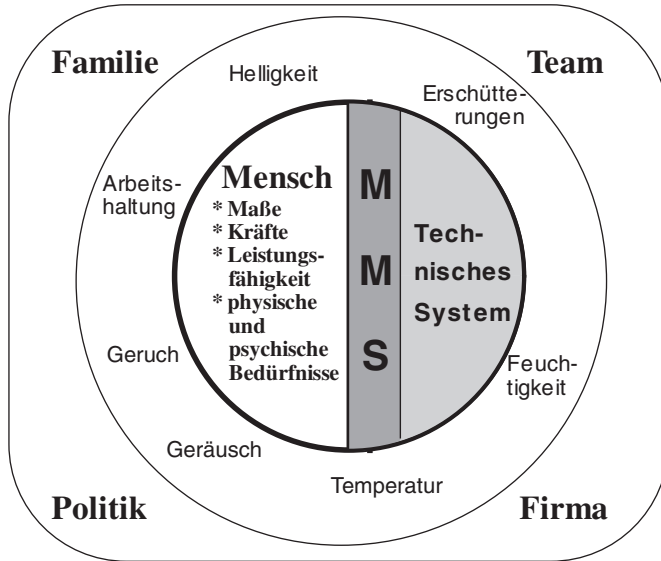 Familie
Team
Helligkeit
Erschütte-
rungen
Arbeits-
haltung
Mensch
* Maße
* Kräfte
* Leistungs-
fähigkeit
* physische
und
psychische
Bedürfnisse
M
M
S
Tech-
nisches
System
Geruch
Feuch-
tigkeit
Geräusch
Temperatur
Politik
Firma